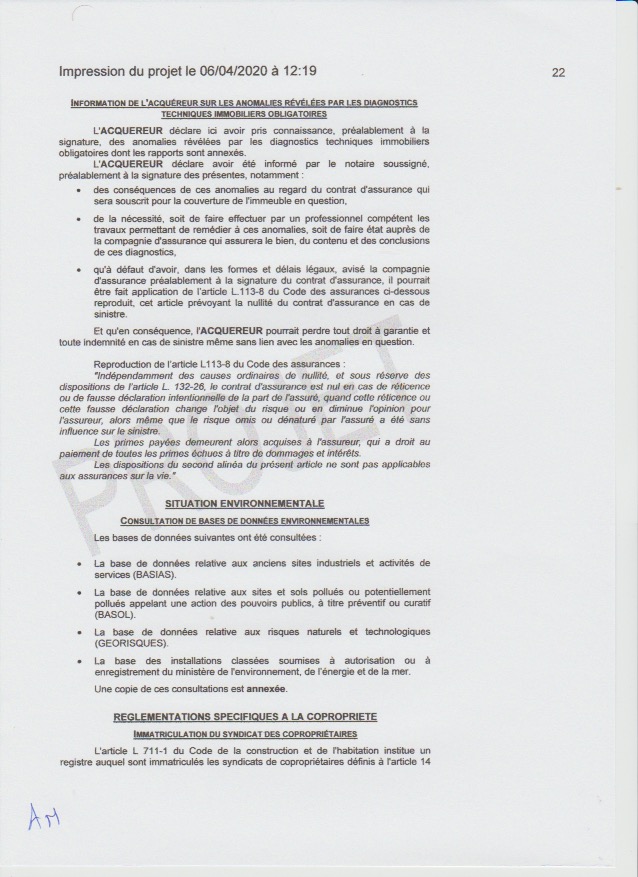 Impression du projet le 06/04/2020 à 12:19
22
INFORMATION DE L'ACQUÉREUR SUR LES ANOMALIES RÉVÉLÉES PAR LES DIAGNOSTICS
TECHNIQUES IMMOBILIERS OBLIGATOIRES
L'ACQUEREUR déclare ici avoir pris connaissance, préalablement à la
signature, des anomalies révélées par les diagnostics techniques immobiliers
obligatoires dont les rapports sont annexés.
L'ACQUEREUR déclare avoir été informé par le notaire soussigné,
préalablement à la signature des présentes, notamment :
• des conséquences de ces anomalies au regard du contrat d'assurance qui
sera souscrit pour la couverture de l'immeuble en question,
• de la nécessité, soit de faire effectuer par un professionnel compétent les
travaux permettant de remédier à ces anomalies, soit de faire état auprès de
la compagnie d'assurance qui assurera le bien, du contenu et des conclusions
de ces diagnostics,
• qu'à défaut d'avoir, dans les formes et délais légaux, avisé la compagnie
d'assurance préalablement à la signature du contrat d'assurance, il pourrait
être fait application de l'article L.113-8 du Code des assurances ci-dessous
reproduit, cet article prévoyant la nullité du contrat d'assurance en cas de
sinistre.
Et qu'en conséquence, l'ACQUEREUR pourrait perdre tout droit à garantie et
toute indemnité en cas de sinistre même sans lien avec les anomalies en question.
Reproduction de l'article L113-8 du Code des assurances :
"Indépendamment des causes ordinaires de nullité, et sous réserve des
dispositions de l'article L. 132-26, le contrat d'assurance est nul en cas de réticence
ou de fausse déclaration intentionnelle de la part de l'assuré, quand cette réticence ou
cette fausse déclaration change l'objet du risque ou en diminue l'opinion pour
l'assureur, alors même que le risque omis ou dénaturé par l'assuré a été sans
influence sur le sinistre.
Les primes payées demeurent alors acquises à l'assureur, qui a droit au
paiement de toutes les primes échues à titre de dommages et intérêts.
Les dispositions du second alinéa du présent article ne sont pas applicables
aux assurances sur la vie."
PROJET
SITUATION ENVIRONNEMENTALE
CONSULTATION DE BASES DE DONNÉES ENVIRONNEMENTALES
Les bases de données suivantes ont été consultées :
• La base de données relative aux anciens sites industriels et activités de
services (BASIAS).
• La base de données relative aux sites et sols pollués ou potentiellement
pollués appelant une action des pouvoirs publics, à titre préventif ou curatif
(BASOL).
• La base de données relative aux risques naturels et technologiques
(GEORISQUES).
• La base des installations classées soumises à autorisation ou à
enregistrement du ministère de l'environnement, de l'énergie et de la mer.
Une copie de ces consultations est annexée.
REGLEMENTATIONS SPECIFIQUES A LA COPROPRIETE
IMMATRICULATION DU SYNDICAT DES COPROPRIÉTAIRES
L'article L 711-1 du Code de la construction et de l'habitation institue un
registre auquel sont immatriculés les syndicats de copropriétaires définis à l'article 14
AM